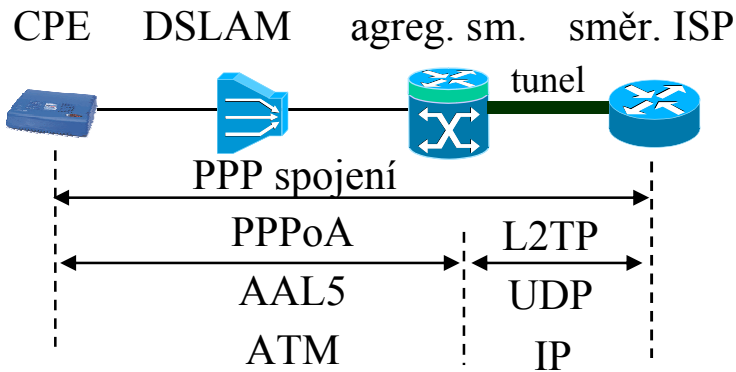 CPE DSLAM agreg. sm. směr. ISP
tunel
PPP spojení
PPPoA L2TP
AAL5 UDP
ATM IP